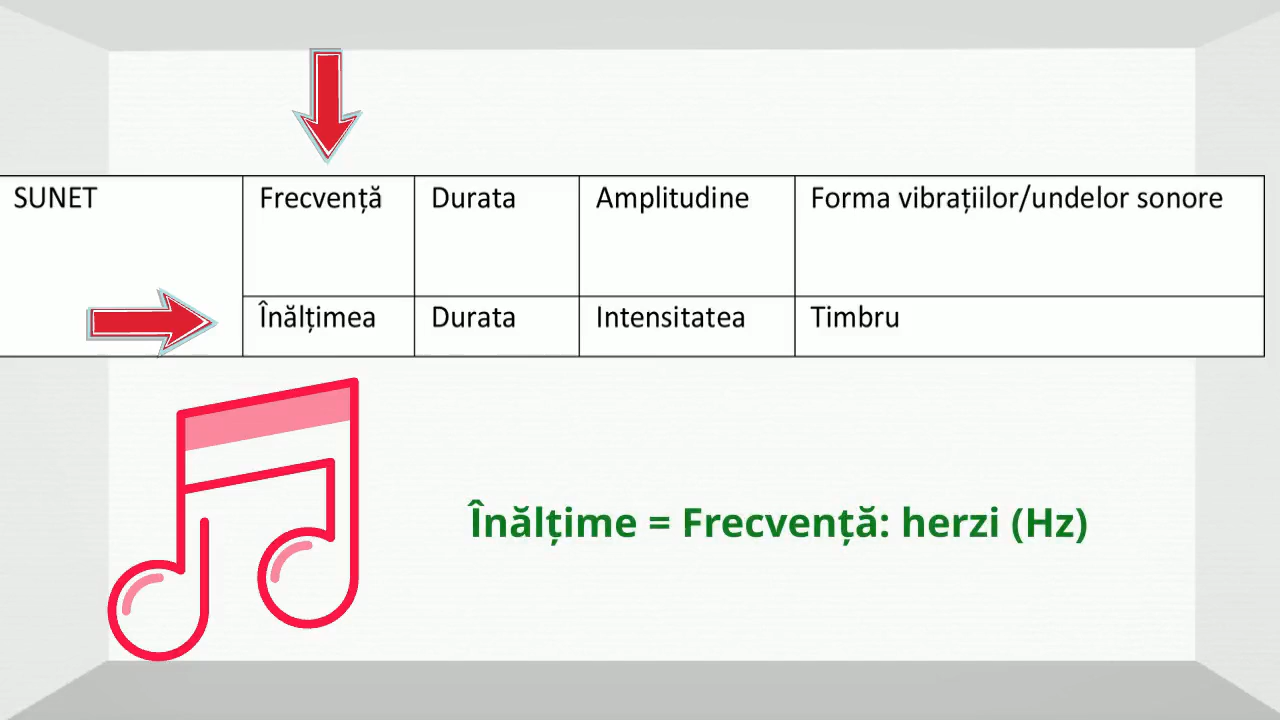 SUNET Frecvență Durata Amplitudine Forma vibrațiilor/undelor sonore
Înălțimea Durata Intensitatea Timbru
Înălțime = Frecvență: herzi (Hz)